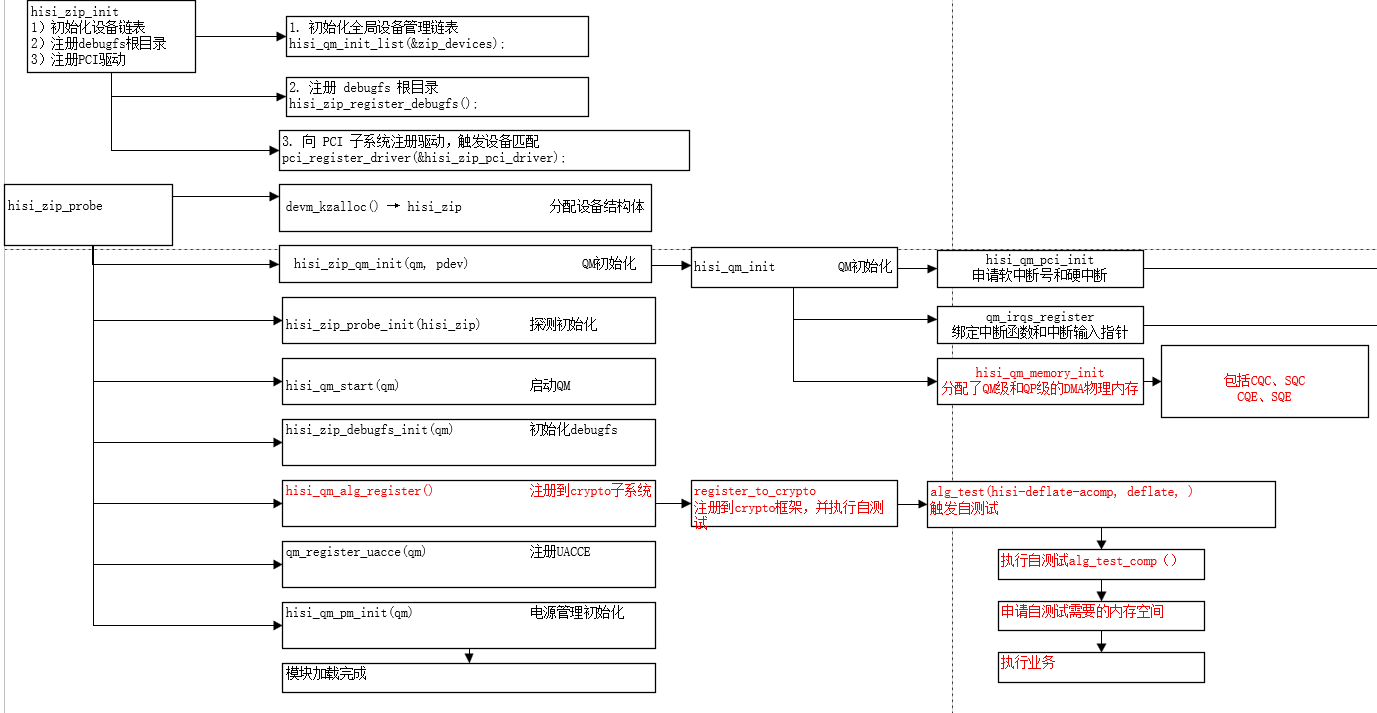 hisi_zip_init
1）初始化设备链表
2）注册debugfs根目录
3）注册PCI驱动
1. 初始化全局设备管理链表
hisi_qm_init_list(&zip_devices);
2. 注册 debugfs 根目录
hisi_zip_register_debugfs();
3. 向 PCI 子系统注册驱动，触发设备匹配
pci_register_driver(&hisi_zip_pci_driver);
hisi_zip_probe
devm_kzalloc() → hisi_zip 分配设备结构体
hisi_zip_qm_init(qm, pdev) QM初始化
hisi_qm_init QM初始化
hisi_qm_pci_init
申请软中断号和硬中断
qm_irqs_register
绑定中断函数和中断输入指针
hisi_qm_memory_init
分配了QM级和QP级的DMA物理内存
包括CQC、SQC
CQE、SQE
hisi_zip_probe_init(hisi_zip) 探测初始化
hisi_qm_start(qm) 启动QM
hisi_zip_debugfs_init(qm) 初始化debugfs
hisi_qm_alg_register() 注册到crypto子系统
register_to_crypto
注册到crypto框架，并执行自测
试
alg_test(hisi-deflate-acomp, deflate, )
触发自测试
执行自测试alg_test_comp（）
申请自测试需要的内存空间
执行业务
qm_register_uacce(qm) 注册UACCE
hisi_qm_pm_init(qm) 电源管理初始化
模块加载完成